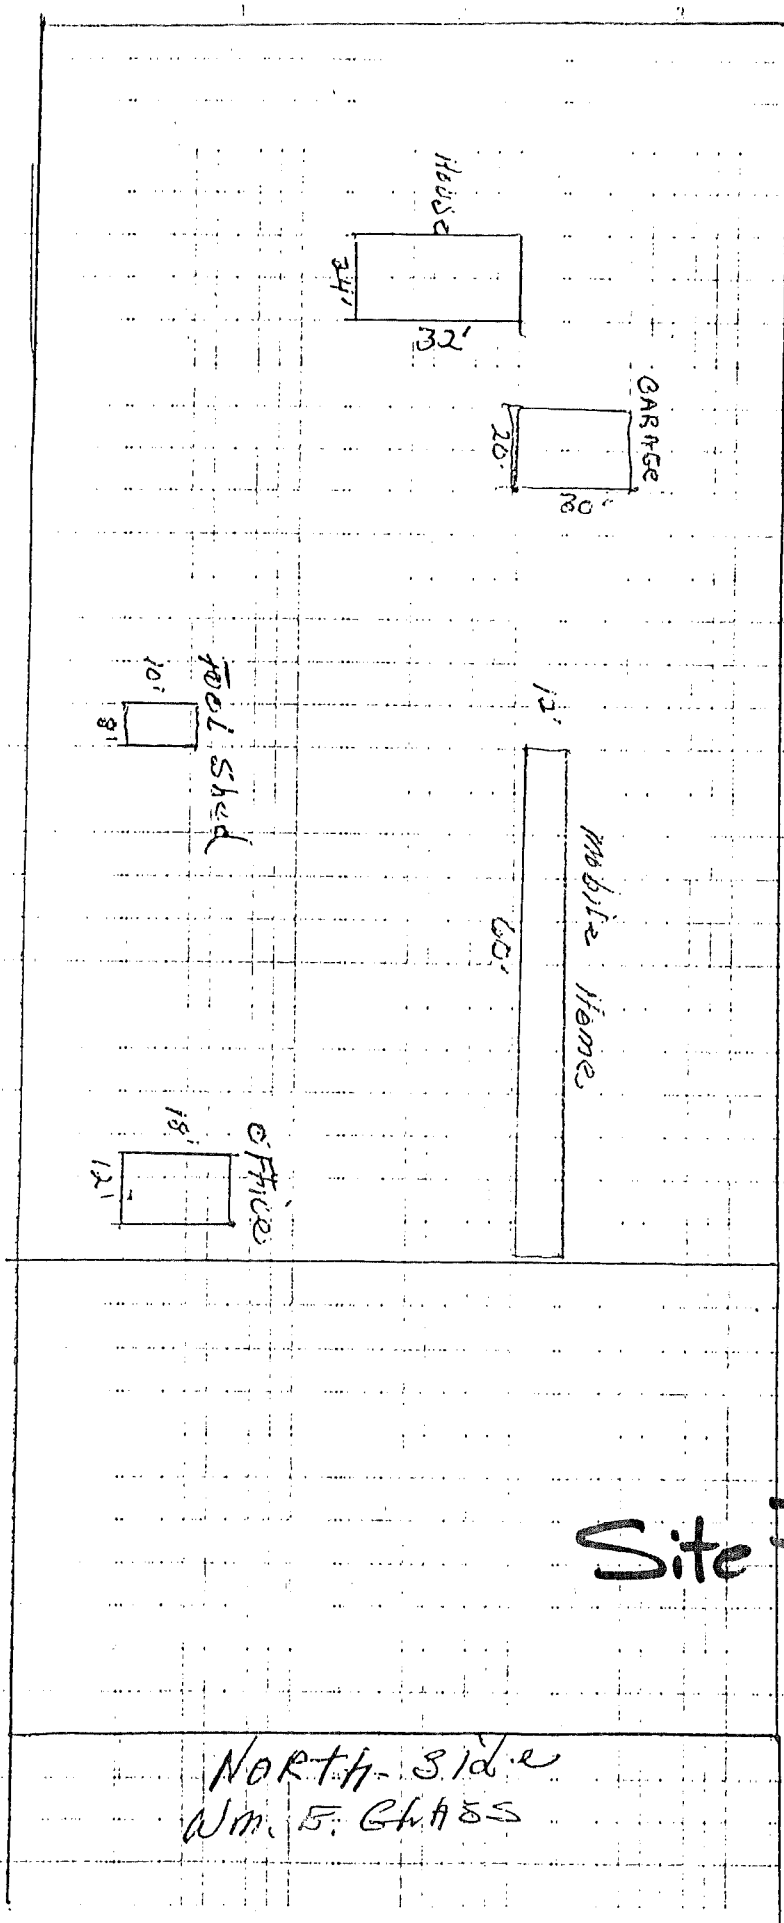 House
24'
32'
GARAGE
20'
30'
Tool Shed
10'
8'
12'
Mobile Home
60'
OFFice
18'
12'
Site
NORTH-Side
Wm. E. GLASS